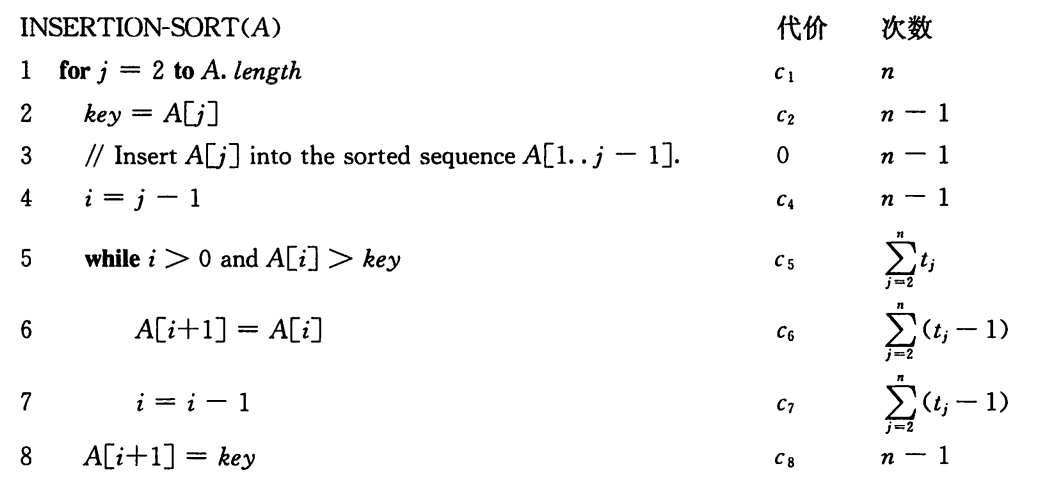 INSERTION-SORT(A) 代价 次数
1 for j = 2 to A. length c₁ n
2 key = A[j] c₂ n − 1
3 // Insert A[j] into the sorted sequence A[1..j − 1]. 0 n − 1
4 i = j − 1 c₄ n − 1
5 while i > 0 and A[i] > key c₅ ∑_{j=2}^{n} t_j
6 A[i+1] = A[i] c₆ ∑_{j=2}^{n} (t_j − 1)
7 i = i − 1 c₇ ∑_{j=2}^{n} (t_j − 1)
8 A[i+1] = key c₈ n − 1